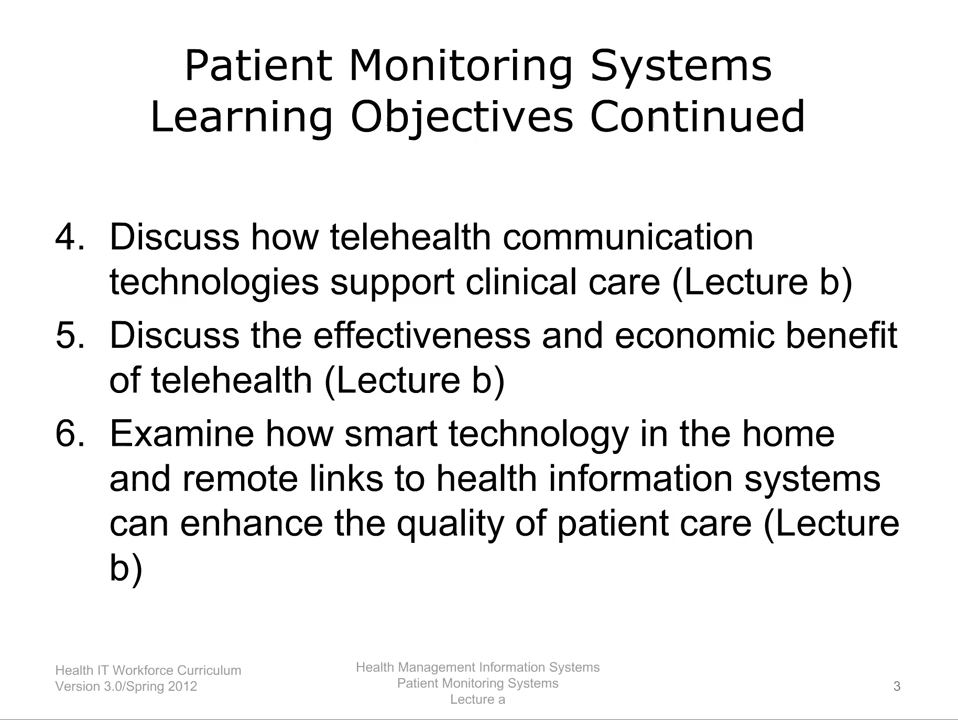 Patient Monitoring Systems
Learning Objectives Continued
4. Discuss how telehealth communication
technologies support clinical care (Lecture b)
5. Discuss the effectiveness and economic benefit
of telehealth (Lecture b)
6. Examine how smart technology in the home
and remote links to health information systems
can enhance the quality of patient care (Lecture
b)
Health IT Workforce Curriculum
Version 3.0/Spring 2012
Health Management Information Systems
Patient Monitoring Systems
Lecture a
3